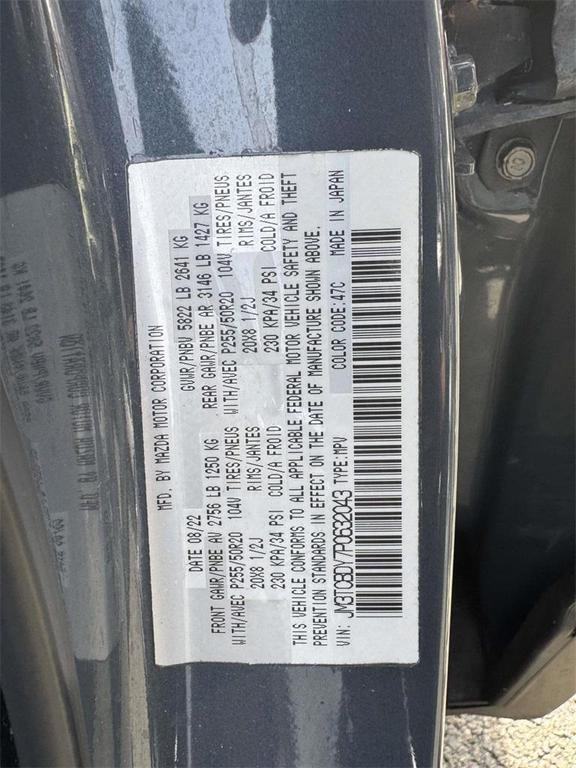 MFD. BY MAZDA MOTOR CORPORATION
DATE 08/22 GVWR/PNBV 5822 LB 2641 KG
FRONT GAWR/PNBE AV 2756 LB 1250 KG REAR GAWR/PNBE AR 3146 LB 1427 KG
WITH/AVEC P255/50R20 104V TIRES/PNEUS WITH/AVEC P255/50R20 104V TIRES/PNEUS
20X8 1/2J RIMS/JANTES 20X8 1/2J RIMS/JANTES
230 KPA/34 PSI COLD/A FROID 230 KPA/34 PSI COLD/A FROID
THIS VEHICLE CONFORMS TO ALL APPLICABLE FEDERAL MOTOR VEHICLE SAFETY AND THEFT
PREVENTION STANDARDS IN EFFECT ON THE DATE OF MANUFACTURE SHOWN ABOVE.
VIN: JM3TCBDY7P0632043 TYPE:MPV COLOR CODE:47C MADE IN JAPAN